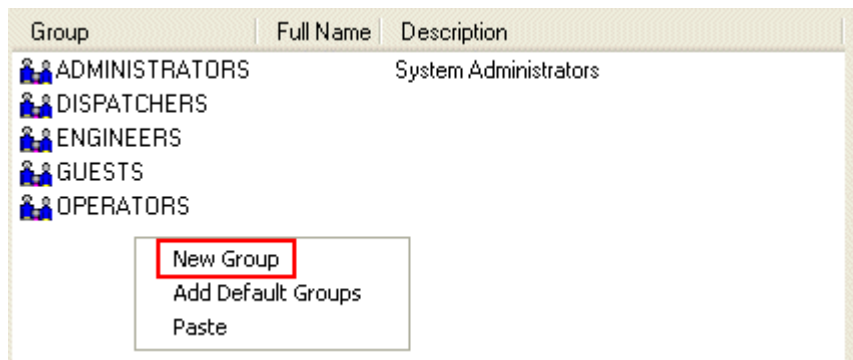 Group Full Name Description
ADMINISTRATORS System Administrators
DISPATCHERS
ENGINEERS
GUESTS
OPERATORS
New Group
Add Default Groups
Paste